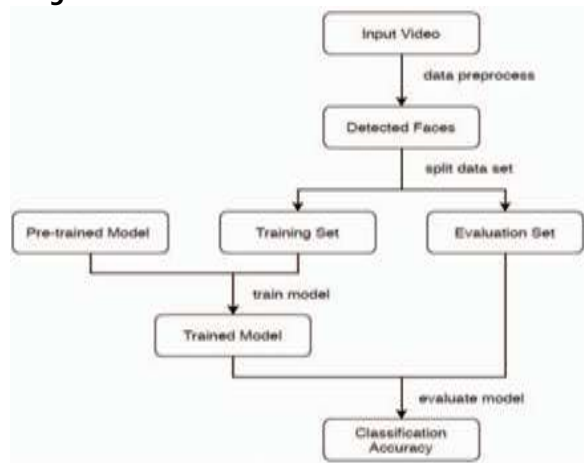 Input Video
data preprocess
Detected Faces
split data set
Pre-trained Model
Training Set
Evaluation Set
train model
Trained Model
evaluate model
Classification
Accuracy